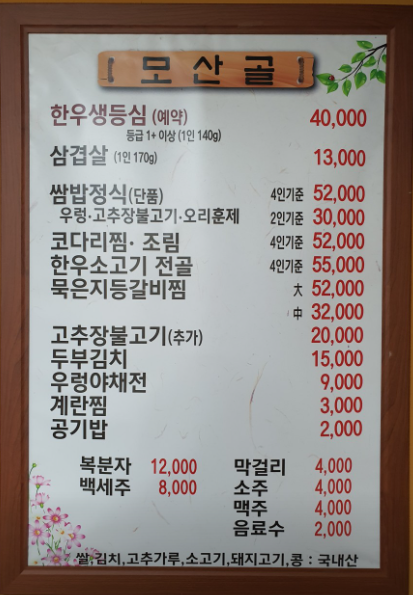 모산골
한우생등심 (예약) 40,000
등급 1+ 이상 (1인 140g)
삼겹살 (1인 170g) 13,000
쌈밥정식(단품) 4인기준 52,000
우렁·고추장불고기·오리훈제 2인기준 30,000
코다리찜· 조림 4인기준 52,000
한우소고기 전골 4인기준 55,000
묵은지등갈비찜 大 52,000
中 32,000
고추장불고기(추가) 20,000
두부김치 15,000
우렁야채전 9,000
계란찜 3,000
공기밥 2,000
복분자 12,000 막걸리 4,000
백세주 8,000 소주 4,000
맥주 4,000
음료수 2,000
쌀,김치,고추가루,소고기,돼지고기,콩 : 국내산